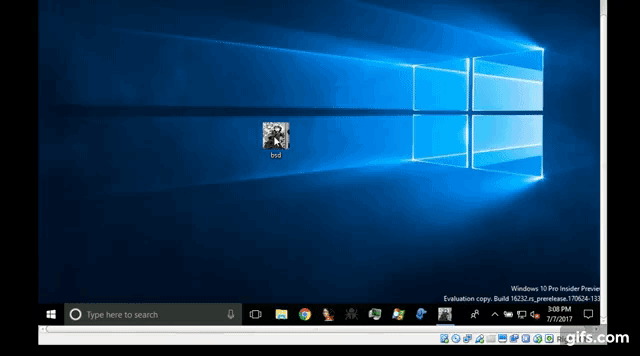 bsd
Windows 10 Pro Insider Preview
Evaluation copy. Build 16232.rs_prerelease.170624-133
Type here to search
3:08 PM
7/7/2017
gifs.com